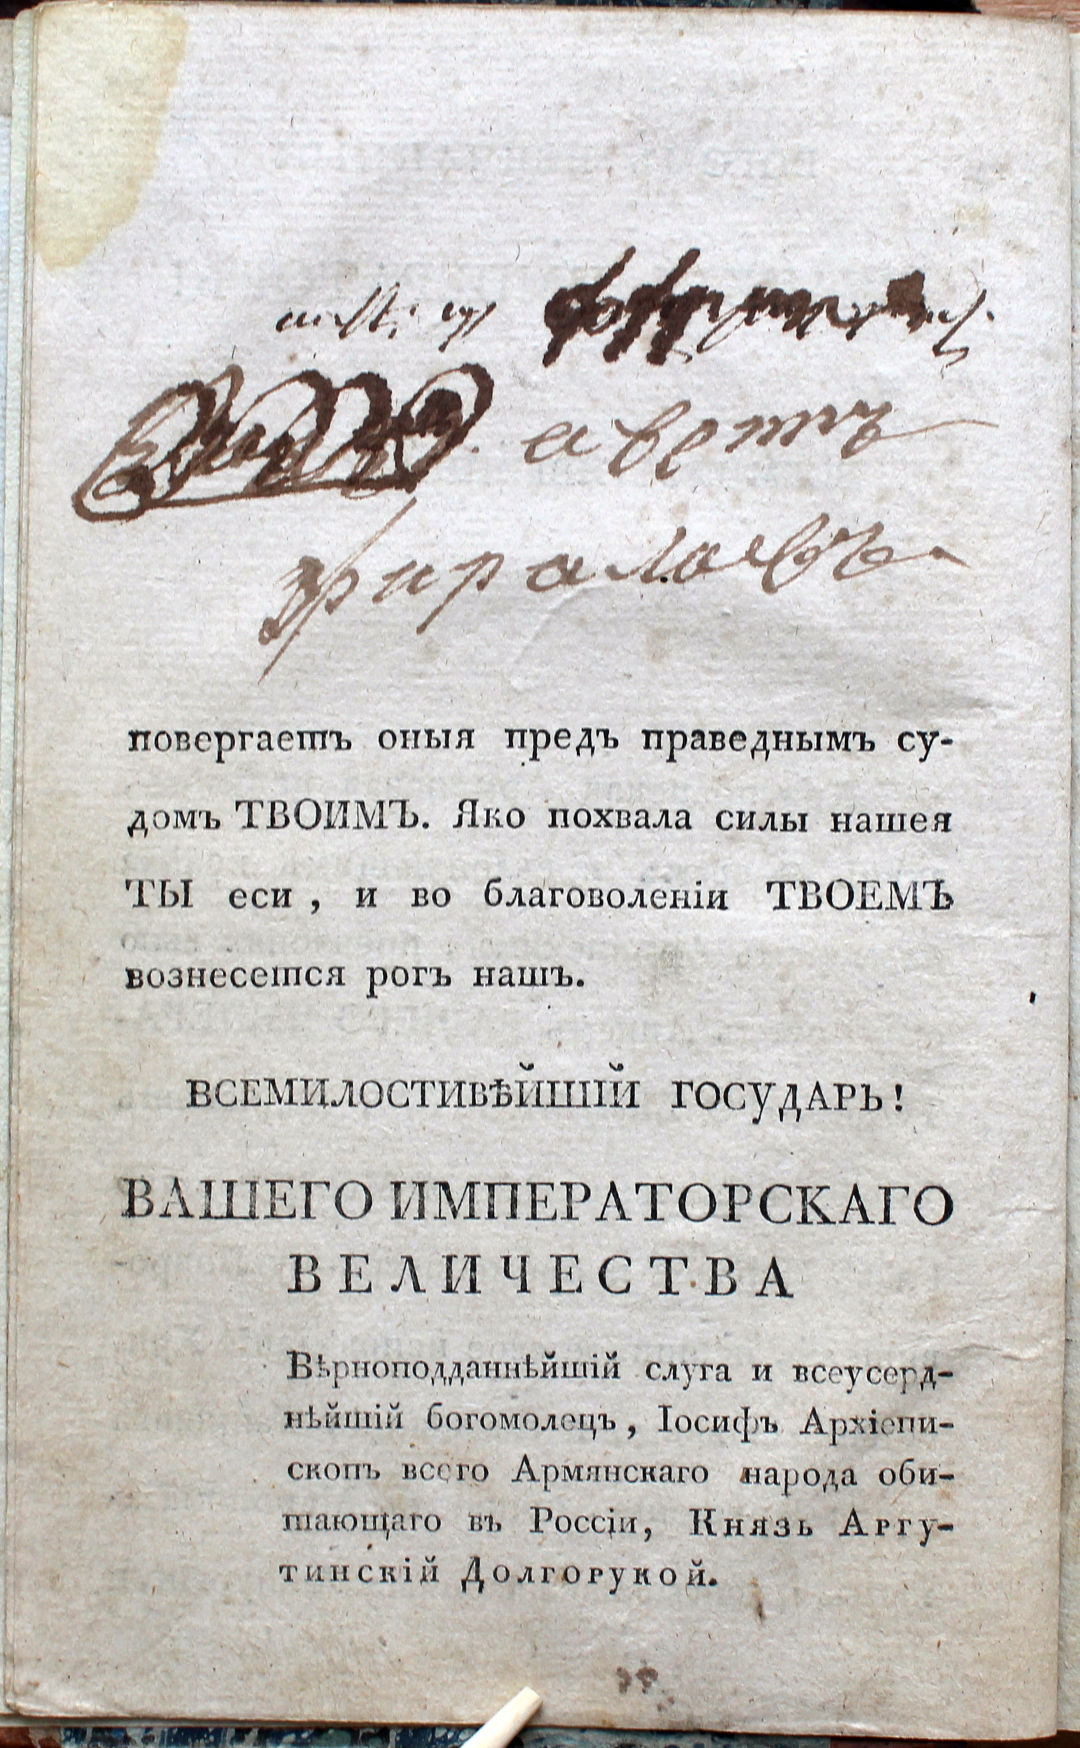 повергаетъ оныя предъ праведнымъ су-
домъ ТВОИМЪ. Яко похвала силы нашея
ТЫ еси , и во благоволеніи ТВОЕМЪ
вознесется рогъ нашъ.
ВСЕМИЛОСТИВѢЙШІЙ ГОСУДАРЬ!
ВАШЕГО ИМПЕРАТОРСКАГО
ВЕЛИЧЕСТВА
Вѣрноподданнѣйшій слуга и всеусерд-
нѣйшій богомолецъ , Іосифъ Архіепи-
скопъ всего Армянскаго народа оби-
тающаго въ Россіи, Князь Аргу-
тинскій Долгорукой.